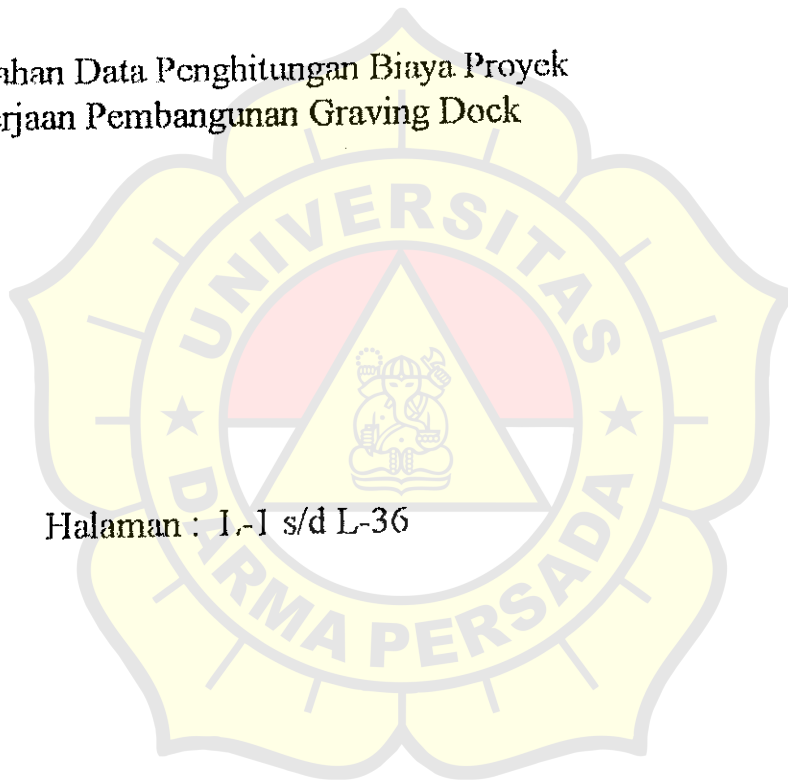 ahan Data Penghitungan Biaya Proyek
erjaan Pembangunan Graving Dock
UNIVERSITAS
Halaman : L-1 s/d L-36
DARMA PERSADA